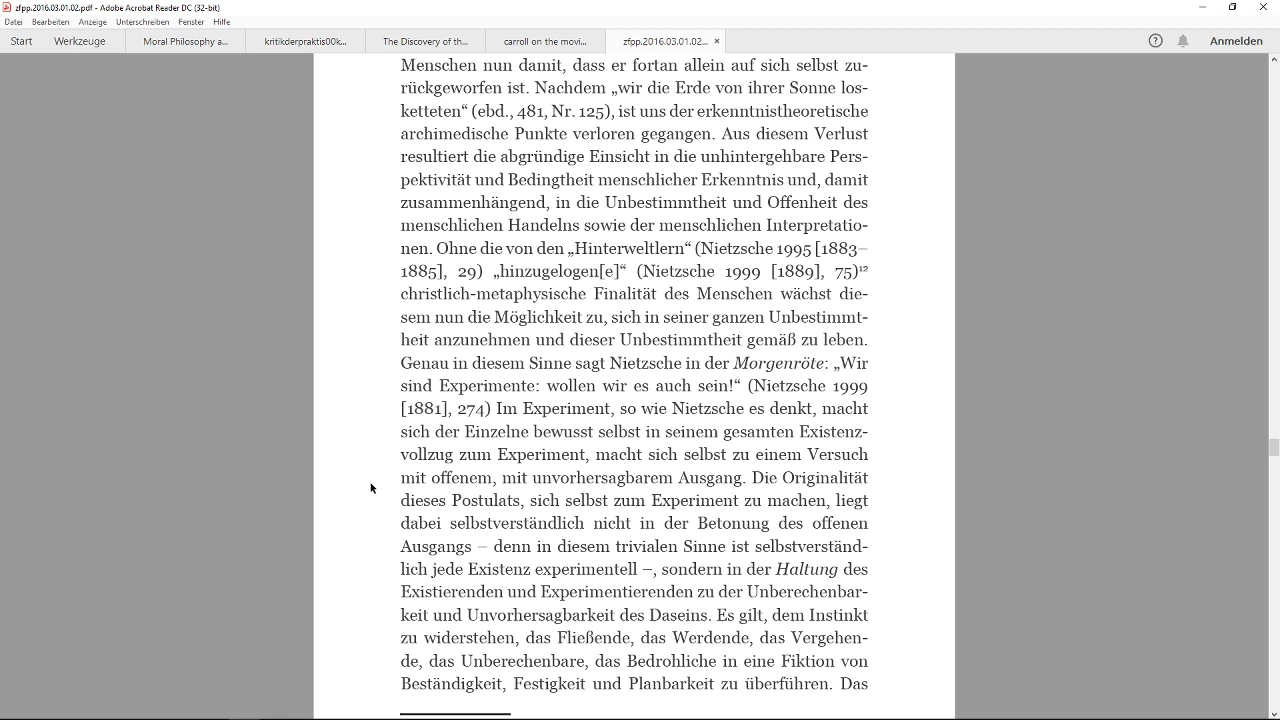 zfpp.2016.03.01.02.pdf - Adobe Acrobat Reader DC (32-bit)
Datei Bearbeiten Anzeige Unterschreiben Fenster Hilfe
Start Werkzeuge Moral Philosophy a... kritikderpraktis00k... The Discovery of th... carroll on the movi... zfpp.2016.03.01.02... × Anmelden
Menschen nun damit, dass er fortan allein auf sich selbst zu-
rückgeworfen ist. Nachdem „wir die Erde von ihrer Sonne los-
ketteten“ (ebd., 481, Nr. 125), ist uns der erkenntnistheoretische
archimedische Punkte verloren gegangen. Aus diesem Verlust
resultiert die abgründige Einsicht in die unhintergehbare Pers-
pektivität und Bedingtheit menschlicher Erkenntnis und, damit
zusammenhängend, in die Unbestimmtheit und Offenheit des
menschlichen Handelns sowie der menschlichen Interpretatio-
nen. Ohne die von den „Hinterweltlern“ (Nietzsche 1995 [1883–
1885], 29) „hinzugelogen[e]“ (Nietzsche 1999 [1889], 75)¹²
christlich-metaphysische Finalität des Menschen wächst die-
sem nun die Möglichkeit zu, sich in seiner ganzen Unbestimmt-
heit anzunehmen und dieser Unbestimmtheit gemäß zu leben.
Genau in diesem Sinne sagt Nietzsche in der Morgenröte: „Wir
sind Experimente: wollen wir es auch sein!“ (Nietzsche 1999
[1881], 274) Im Experiment, so wie Nietzsche es denkt, macht
sich der Einzelne bewusst selbst in seinem gesamten Existenz-
vollzug zum Experiment, macht sich selbst zu einem Versuch
mit offenem, mit unvorhersagbarem Ausgang. Die Originalität
dieses Postulats, sich selbst zum Experiment zu machen, liegt
dabei selbstverständlich nicht in der Betonung des offenen
Ausgangs – denn in diesem trivialen Sinne ist selbstverständ-
lich jede Existenz experimentell –, sondern in der Haltung des
Existierenden und Experimentierenden zu der Unberechenbar-
keit und Unvorhersagbarkeit des Daseins. Es gilt, dem Instinkt
zu widerstehen, das Fließende, das Werdende, das Vergehen-
de, das Unberechenbare, das Bedrohliche in eine Fiktion von
Beständigkeit, Festigkeit und Planbarkeit zu überführen. Das